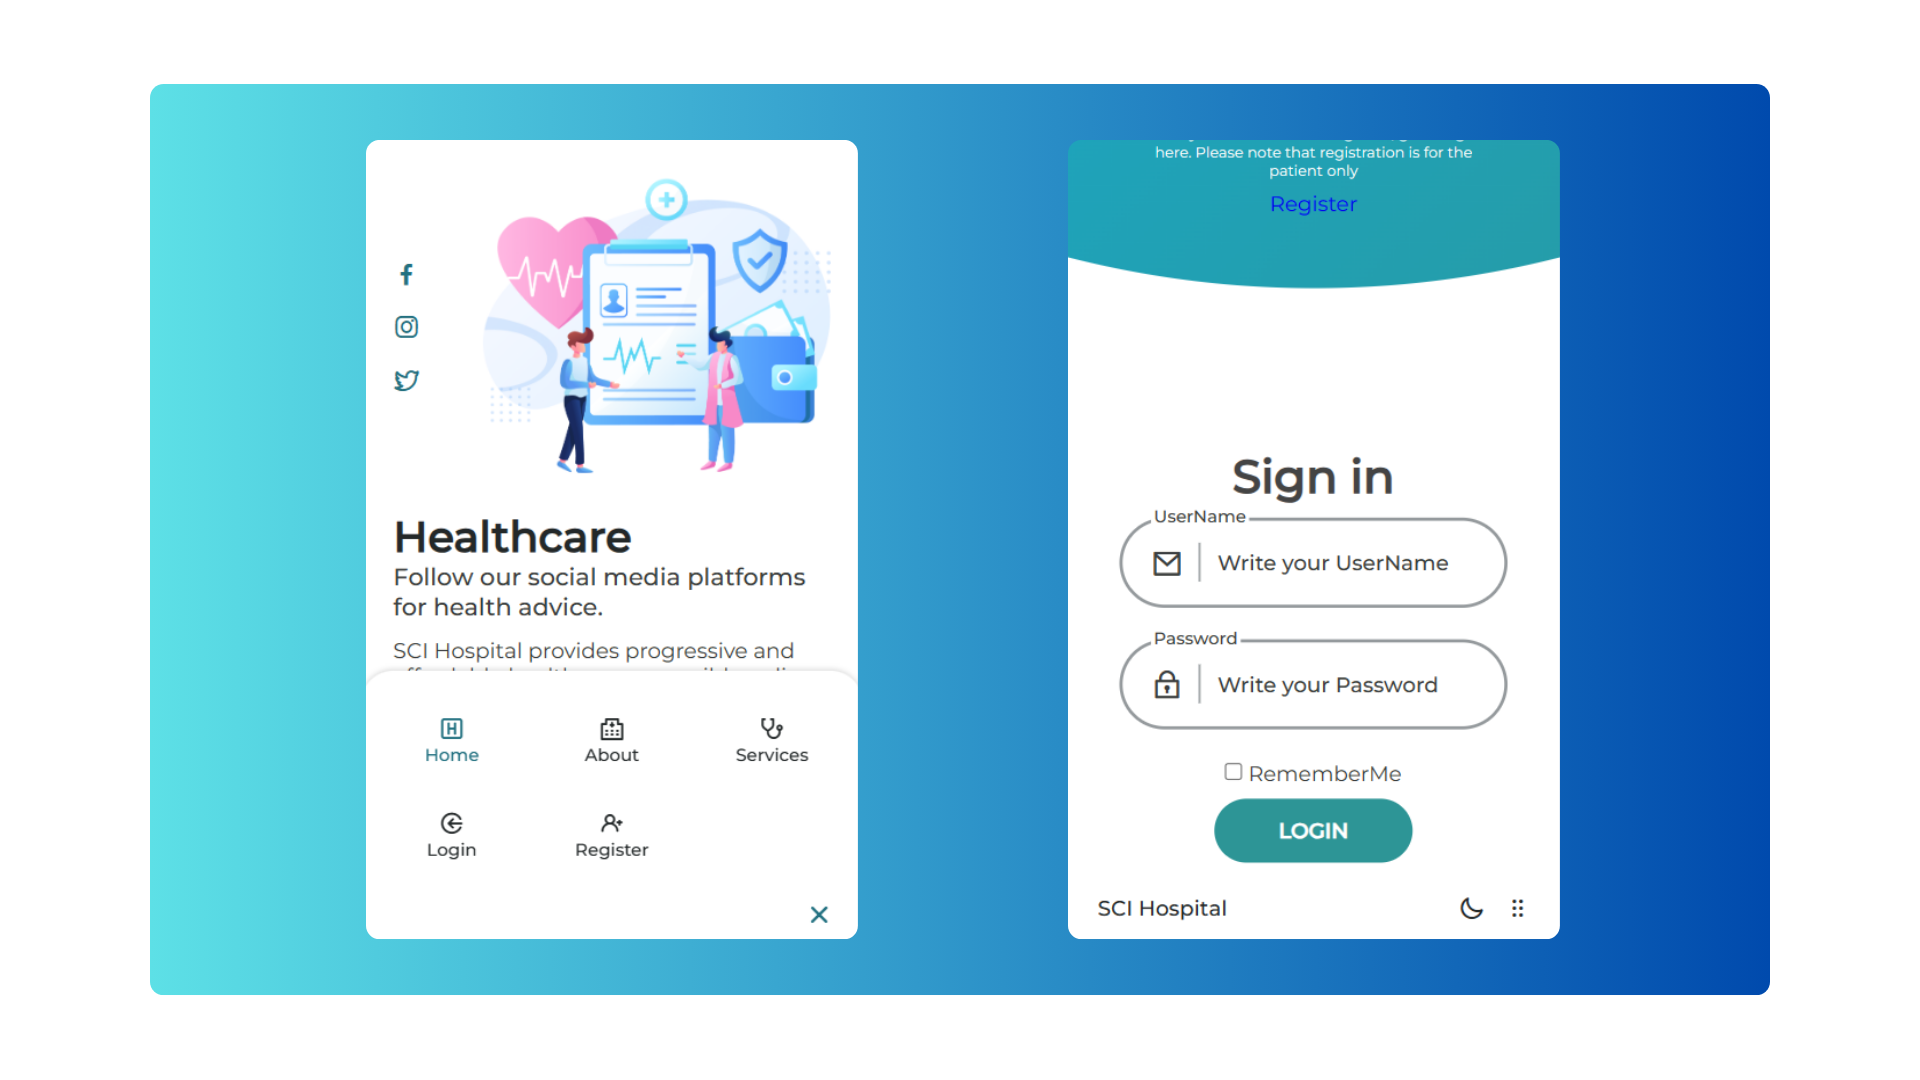 Healthcare
Follow our social media platforms
for health advice.
SCI Hospital provides progressive and
Home
About
Services
Login
Register
here. Please note that registration is for the
patient only
Register
Sign in
UserName
Write your UserName
Password
Write your Password
RememberMe
LOGIN
SCI Hospital